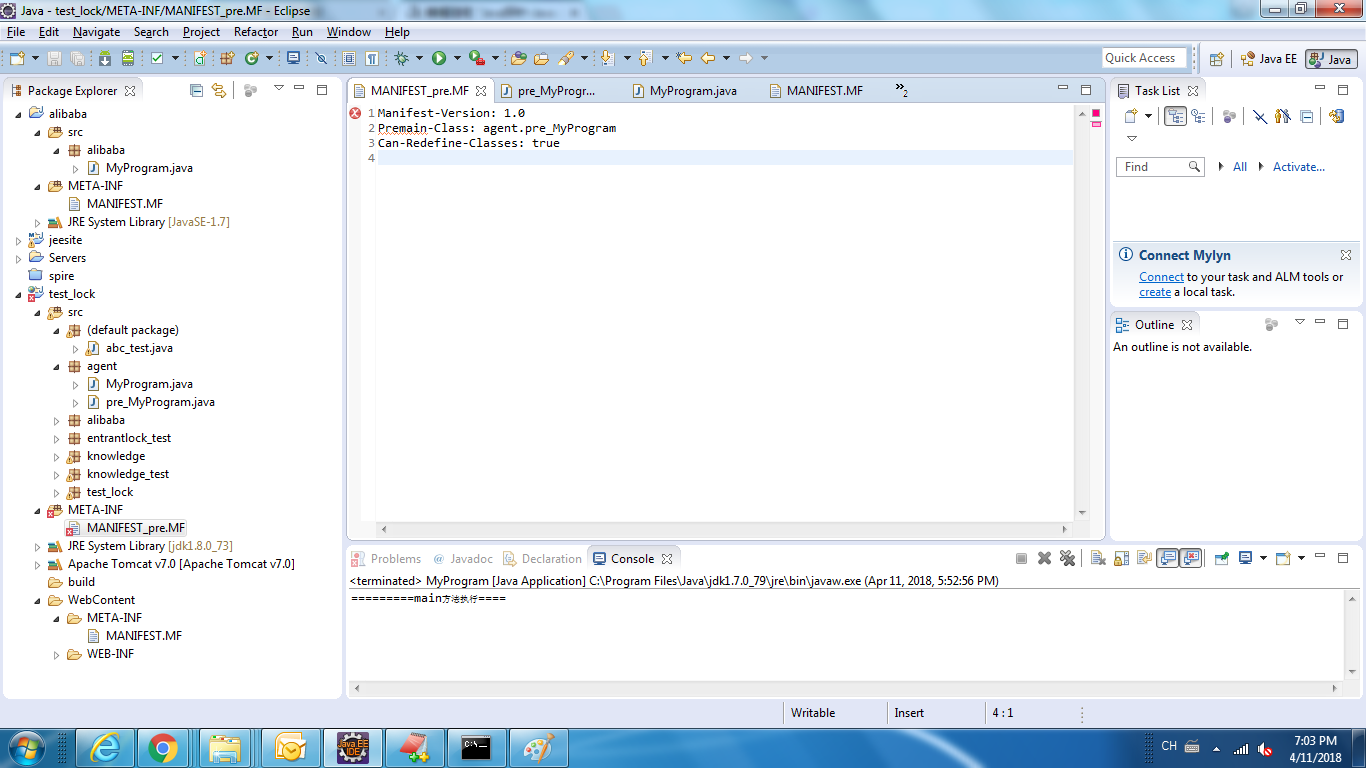 Java - test_lock/META-INF/MANIFEST_pre.MF - Eclipse
File Edit Navigate Search Project Refactor Run Window Help
Quick Access
Java EE
Java
Package Explorer
alibaba
src
alibaba
MyProgram.java
META-INF
MANIFEST.MF
JRE System Library [JavaSE-1.7]
jeesite
Servers
spire
test_lock
src
(default package)
abc_test.java
agent
MyProgram.java
pre_MyProgram.java
alibaba
entrantlock_test
knowledge
knowledge_test
test_lock
META-INF
MANIFEST_pre.MF
JRE System Library [jdk1.8.0_73]
Apache Tomcat v7.0 [Apache Tomcat v7.0]
build
WebContent
META-INF
MANIFEST.MF
WEB-INF
MANIFEST_pre.MF
pre_MyProgr...
MyProgram.java
MANIFEST.MF
»2
1 Manifest-Version: 1.0
2 Premain-Class: agent.pre_MyProgram
3 Can-Redefine-Classes: true
4
Task List
Find
All
Activate...
Connect Mylyn
Connect to your task and ALM tools or
create a local task.
Outline
An outline is not available.
Problems
@ Javadoc
Declaration
Console
<terminated> MyProgram [Java Application] C:\Program Files\Java\jdk1.7.0_79\jre\bin\javaw.exe (Apr 11, 2018, 5:52:56 PM)
=========main方法执行====
Writable
Insert
4 : 1
Java EE
IDE
C:\_
CH
7:03 PM
4/11/2018